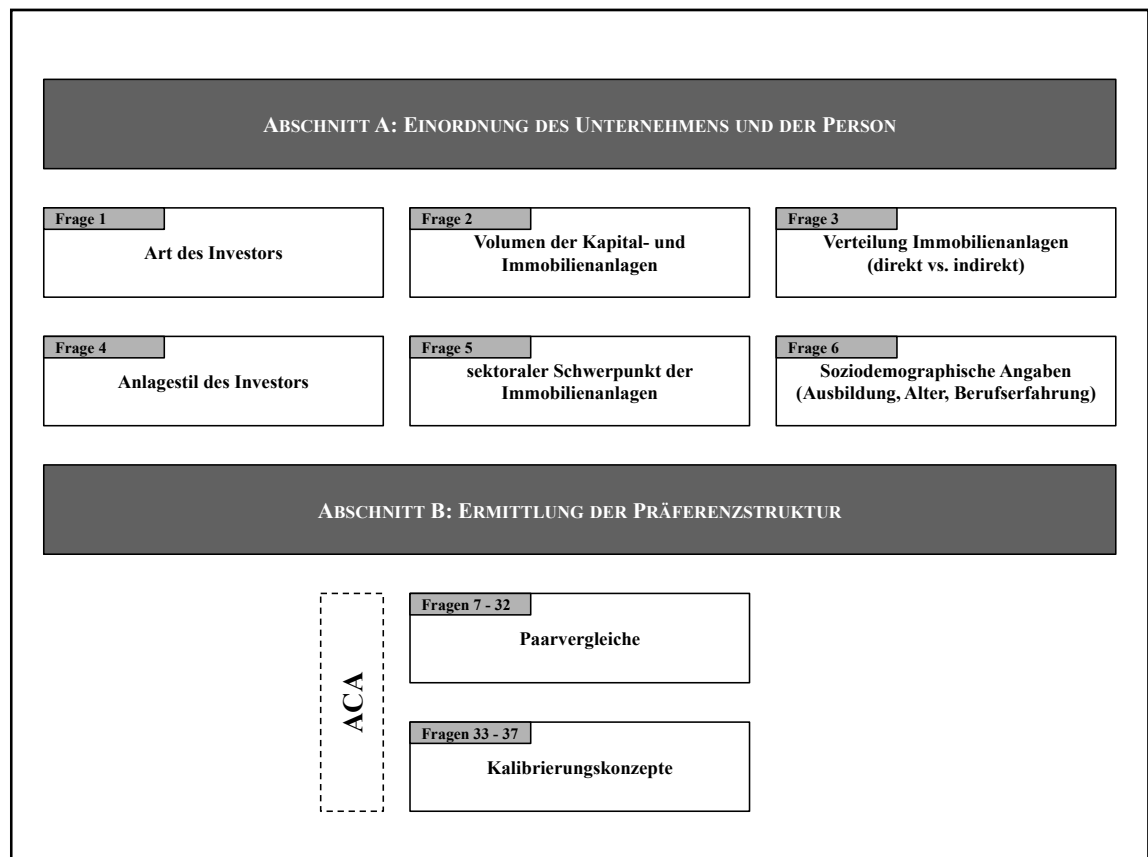 ABSCHNITT A: EINORDNUNG DES UNTERNEHMENS UND DER PERSON
Frage 1
Art des Investors
Frage 2
Volumen der Kapital- und
Immobilienanlagen
Frage 3
Verteilung Immobilienanlagen
(direkt vs. indirekt)
Frage 4
Anlagestil des Investors
Frage 5
sektoraler Schwerpunkt der
Immobilienanlagen
Frage 6
Soziodemographische Angaben
(Ausbildung, Alter, Berufserfahrung)
ABSCHNITT B: ERMITTLUNG DER PRÄFERENZSTRUKTUR
ACA
Fragen 7 - 32
Paarvergleiche
Fragen 33 - 37
Kalibrierungskonzepte